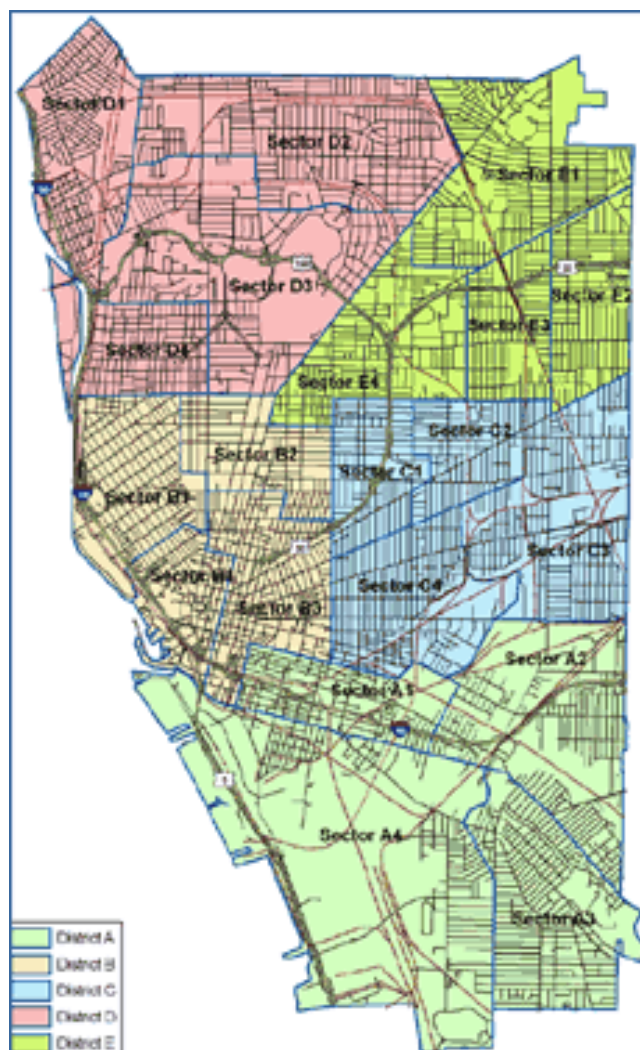 Sector D1
Sector D2
Sector E1
Sector D3
Sector E2
Sector E3
Sector D4
Sector E4
Sector C2
Sector B2
Sector C1
Sector B1
Sector C3
Sector B4
Sector C4
Sector B3
Sector A2
Sector A1
Sector A4
Sector A3
District A
District B
District C
District D
District E